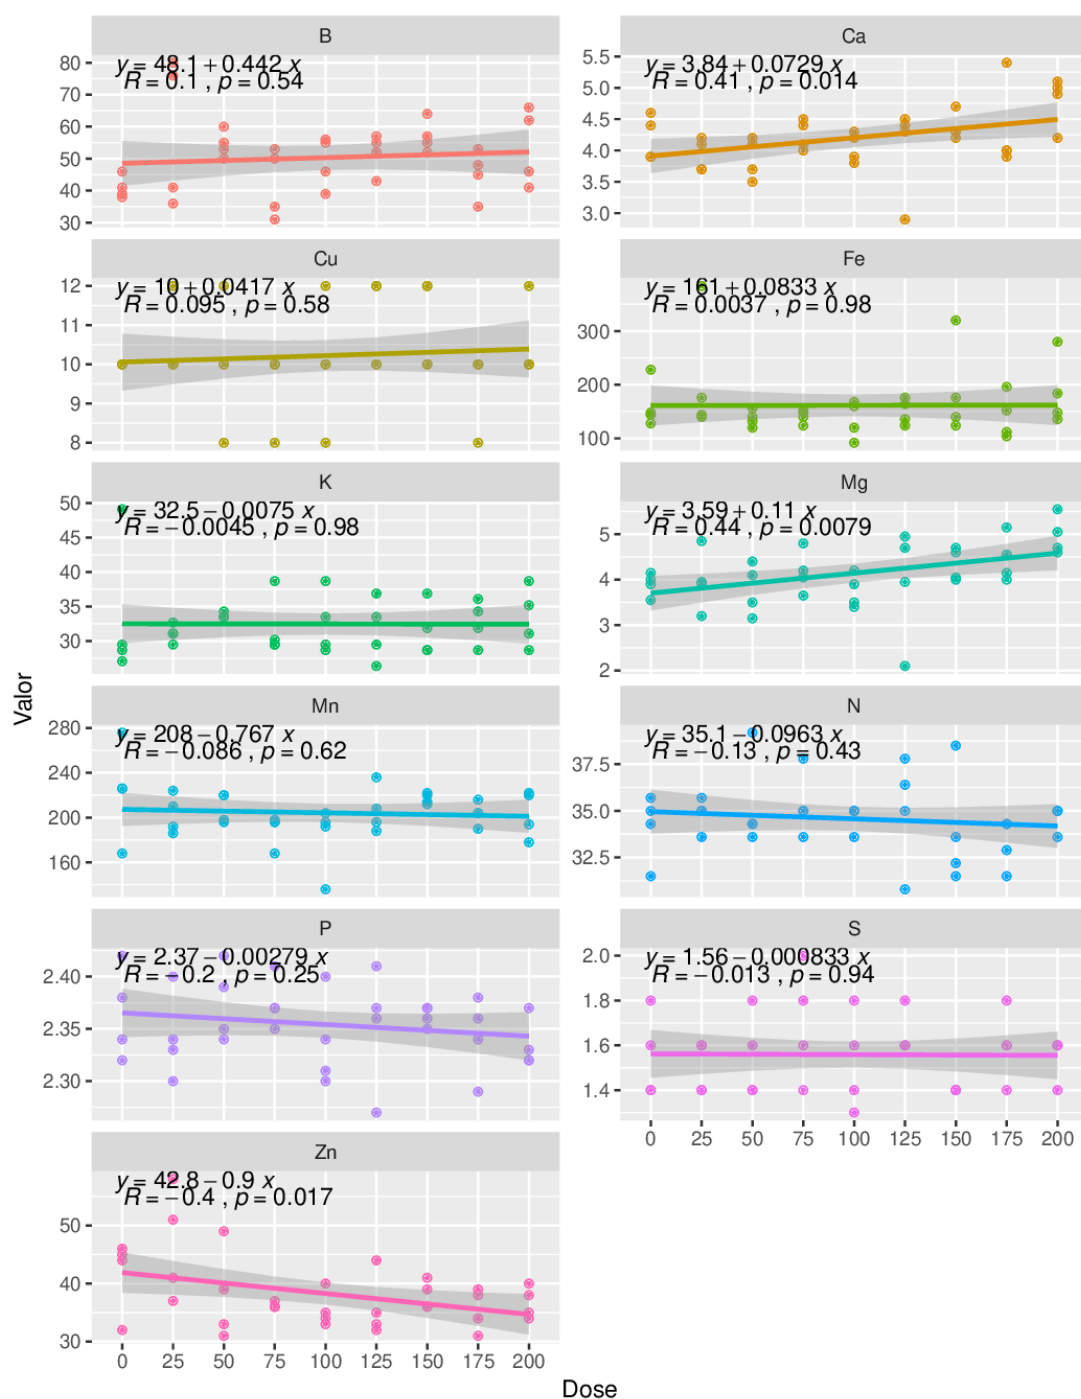 B
y = 48.1 + 0.442 x
R = 0.1 , p = 0.54
80
70
60
50
40
30
Ca
y = 3.84 + 0.0729 x
R = 0.41 , p = 0.014
5.5
5.0
4.5
4.0
3.5
3.0
Cu
y = 10 + 0.0417 x
R = 0.095 , p = 0.58
12
11
10
9
8
Fe
y = 161 + 0.0833 x
R = 0.0037 , p = 0.98
300
200
100
K
y = 32.5 − 0.0075 x
R = −0.0045 , p = 0.98
50
45
40
35
30
Mg
y = 3.59 + 0.11 x
R = 0.44 , p = 0.0079
5
4
3
2
Valor
Mn
y = 208 − 0.767 x
R = −0.086 , p = 0.62
280
240
200
160
N
y = 35.1 − 0.0963 x
R = −0.13 , p = 0.43
37.5
35.0
32.5
P
y = 2.37 − 0.00279 x
R = −0.2 , p = 0.25
2.40
2.35
2.30
S
y = 1.56 − 0.000833 x
R = −0.013 , p = 0.94
2.0
1.8
1.6
1.4
0 25 50 75 100 125 150 175 200
Zn
y = 42.8 − 0.9 x
R = −0.4 , p = 0.017
50
40
30
0 25 50 75 100 125 150 175 200
Dose